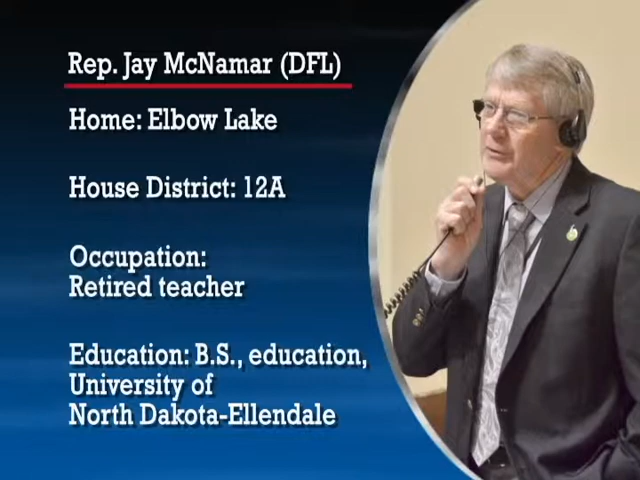 Rep. Jay McNamar (DFL)
Home: Elbow Lake
House District: 12A
Occupation:
Retired teacher
Education: B.S., education,
University of
North Dakota-Ellendale